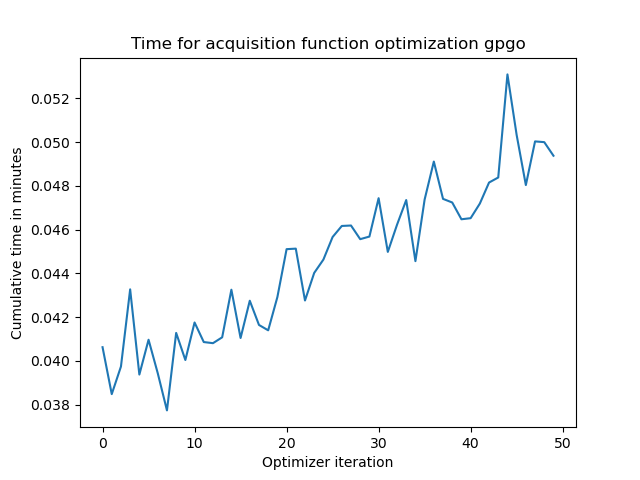 Time for acquisition function optimization gpgo
0.052
0.050
0.048
0.046
0.044
0.042
0.040
0.038
Cumulative time in minutes
0 10 20 30 40 50
Optimizer iteration